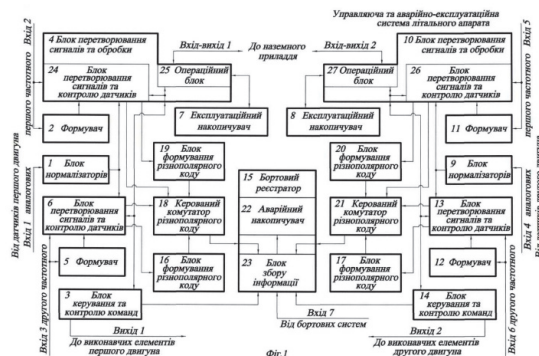 Управляюча та аварійно-експлуатаційна
система літального апарата
Вхід 2
4 Блок перетворювання
сигналів та обробки
24 Блок
перетворювання
сигналів та
контролю датчиків
25 Операційний
блок
Вхід-вихід 1
До наземного
приладдя
Вхід-вихід 2
10 Блок перетворювання
сигналів та обробки
27 Операційний
блок
26 Блок
перетворювання
сигналів та
контролю датчиків
Вхід 5
першого частотного
2 Формувач
7 Експлуатаційний
накопичувач
8 Експлуатаційний
накопичувач
11 Формувач
першого частотного
1 Блок
нормалізаторів
19 Блок
формування
різнополярного
коду
20 Блок
формування
різнополярного
коду
9 Блок
нормалізаторів
15 Бортовий
реєстратор
22 Аварійний
накопичувач
23 Блок
збору
інформації
Від датчиків першого двигуна
Вхід 1 аналогових
6 Блок
перетворювання
сигналів та
контролю датчиків
18 Керований
комутатор
різнополярного
коду
21 Керований
комутатор
різнополярного
коду
13 Блок
перетворювання
сигналів та
контролю датчиків
Вхід 4 аналогових
5 Формувач
16 Блок
формування
різнополярного
коду
17 Блок
формування
різнополярного
коду
12 Формувач
Вхід 3 другого частотного
3 Блок
керування та
контролю команд
14 Блок
керування та
контролю команд
Вхід 6 другого частотного
Вихід 1
До виконавчих елементів
першого двигуна
Вхід 7
Від бортових систем
Вихід 2
До виконавчих елементів
другого двигуна
Фіг.1